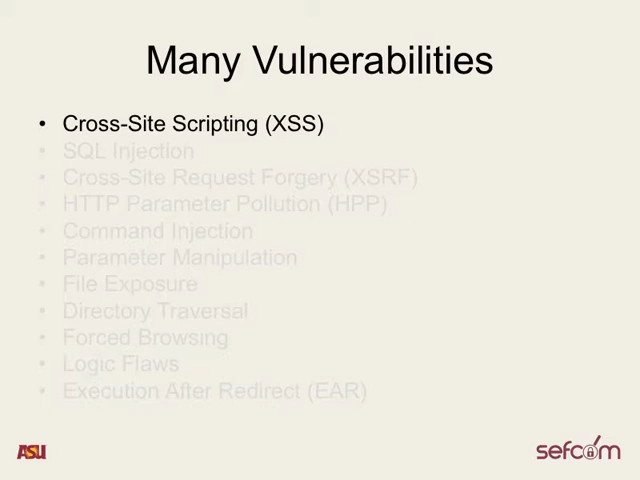 Many Vulnerabilities
• Cross-Site Scripting (XSS)
• SQL Injection
• Cross-Site Request Forgery (XSRF)
• HTTP Parameter Pollution (HPP)
• Command Injection
• Parameter Manipulation
• File Exposure
• Directory Traversal
• Forced Browsing
• Logic Flaws
• Execution After Redirect (EAR)
ASU
sefcom